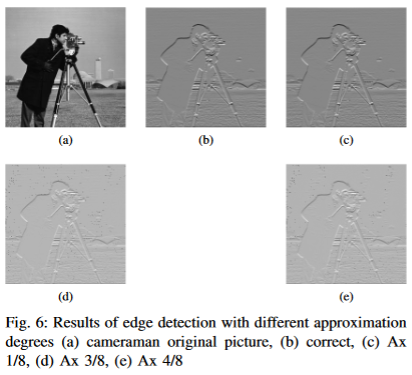 (a)
(b)
(c)
(d)
(e)
Fig. 6: Results of edge detection with different approximation
degrees (a) cameraman original picture, (b) correct, (c) Ax
1/8, (d) Ax 3/8, (e) Ax 4/8